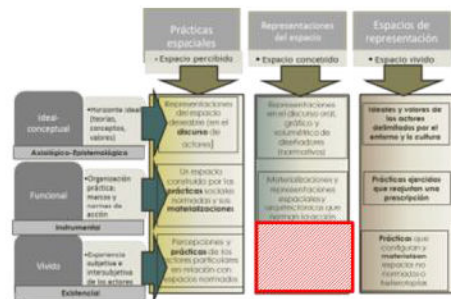 Prácticas
espaciales
- Espacio percibido
Representaciones
del espacio
• Espacio concebido
Espacios de
representación
• Espacio vivido
Ideal-
conceptual
• Horizonte ideal
(teorías,
conceptos,
valores)
Axiológico-Epistemológico
Representaciones
de espacio
deseable (en el
discurso de
actores)
Representaciones
en el discurso oral,
gráfico y
volumétrico de
diseñadores
(normativos)
Ideales y valores de
los actores
delimitados por el
entorno y la cultura
Funcional
• Organización
práctica:
y
normas de
acción
Instrumental
Un espacio
construido por las
prácticas sociales
normadas y sus
materializaciones
Materializaciones y
representaciones
espaciales y
arquitectónicas que
norman la acción
Prácticas ejercidas
que reajustan una
prescripción
Vivido
• Experiencia
subjetiva e
intersubjetiva de
los actores
Existencial
Percepciones y
prácticas de los
actores particulares
en relación con
espacios normados
Prácticas que
configuran y
materializan
espacios no
normados o
heterotopías